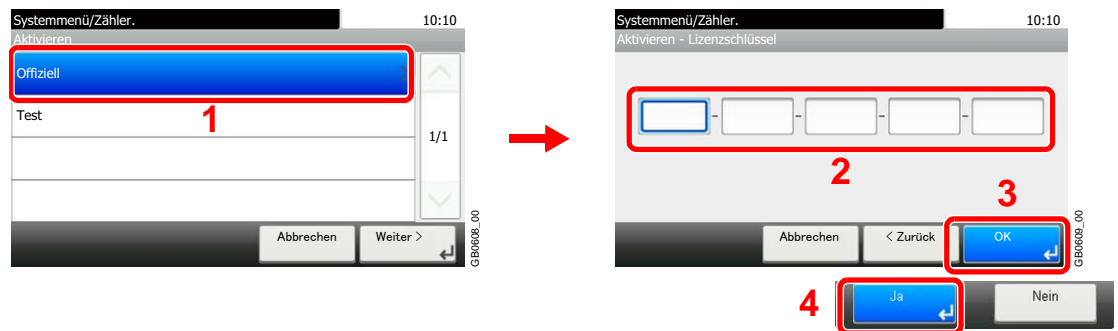 Systemmenü/Zähler. 10:10
Aktivieren
Offiziell
Test
1
1/1
Abbrechen Weiter >
GB0608_00
Systemmenü/Zähler. 10:10
Aktivieren - Lizenzschlüssel
- - - -
2
3
Abbrechen < Zurück OK
GB0609_00
4
Ja Nein